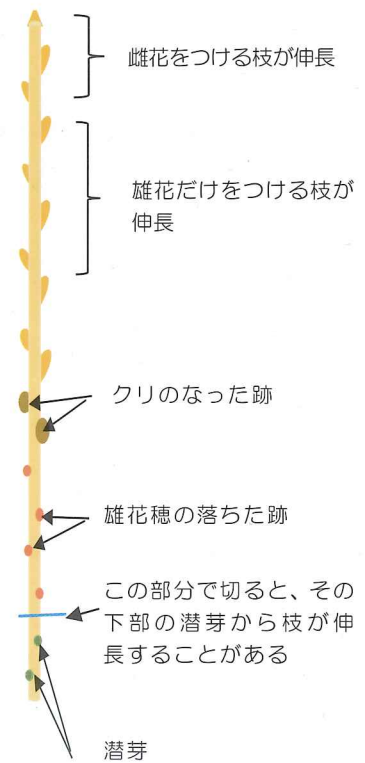 雌花をつける枝が伸長
雄花だけをつける枝が
伸長
クリのなった跡
雄花穂の落ちた跡
この部分で切ると、その
下部の潜芽から枝が伸
長することがある
潜芽